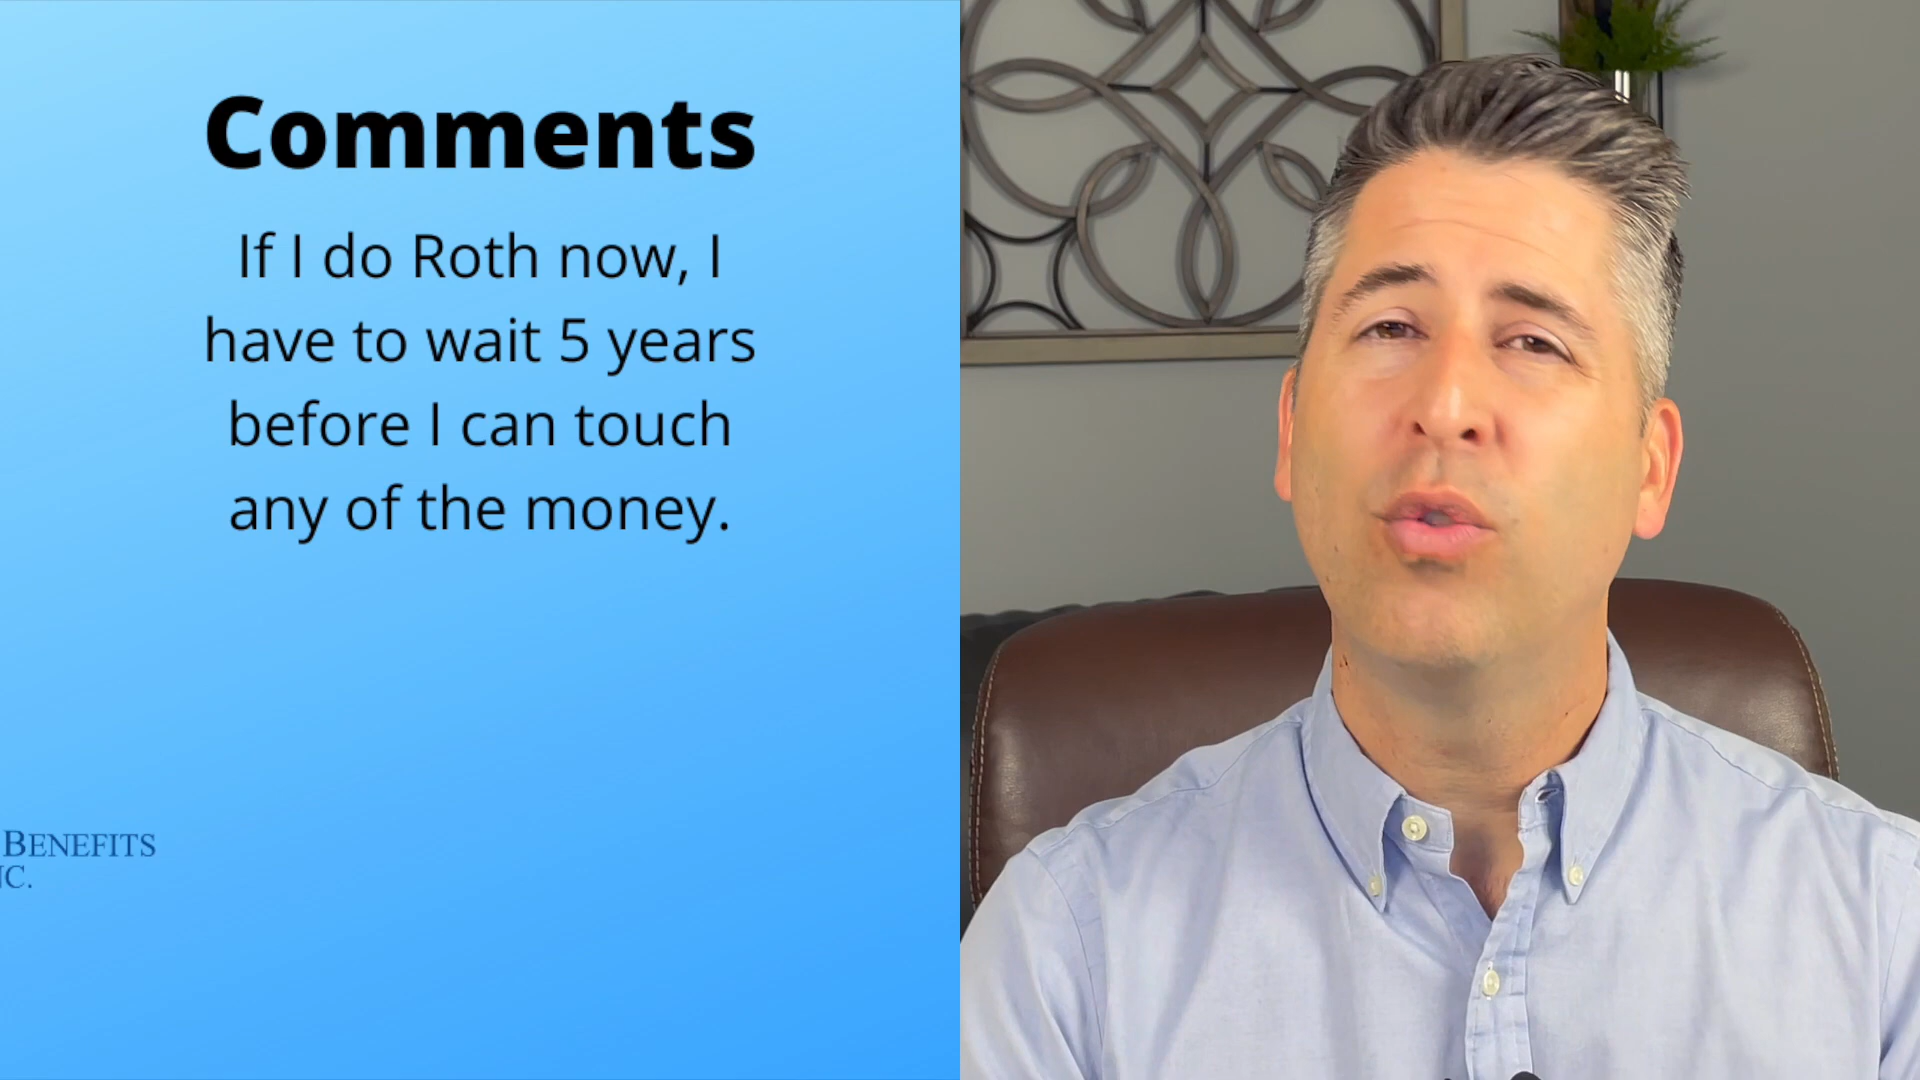 Comments
If I do Roth now, I
have to wait 5 years
before I can touch
any of the money.
BENEFITS